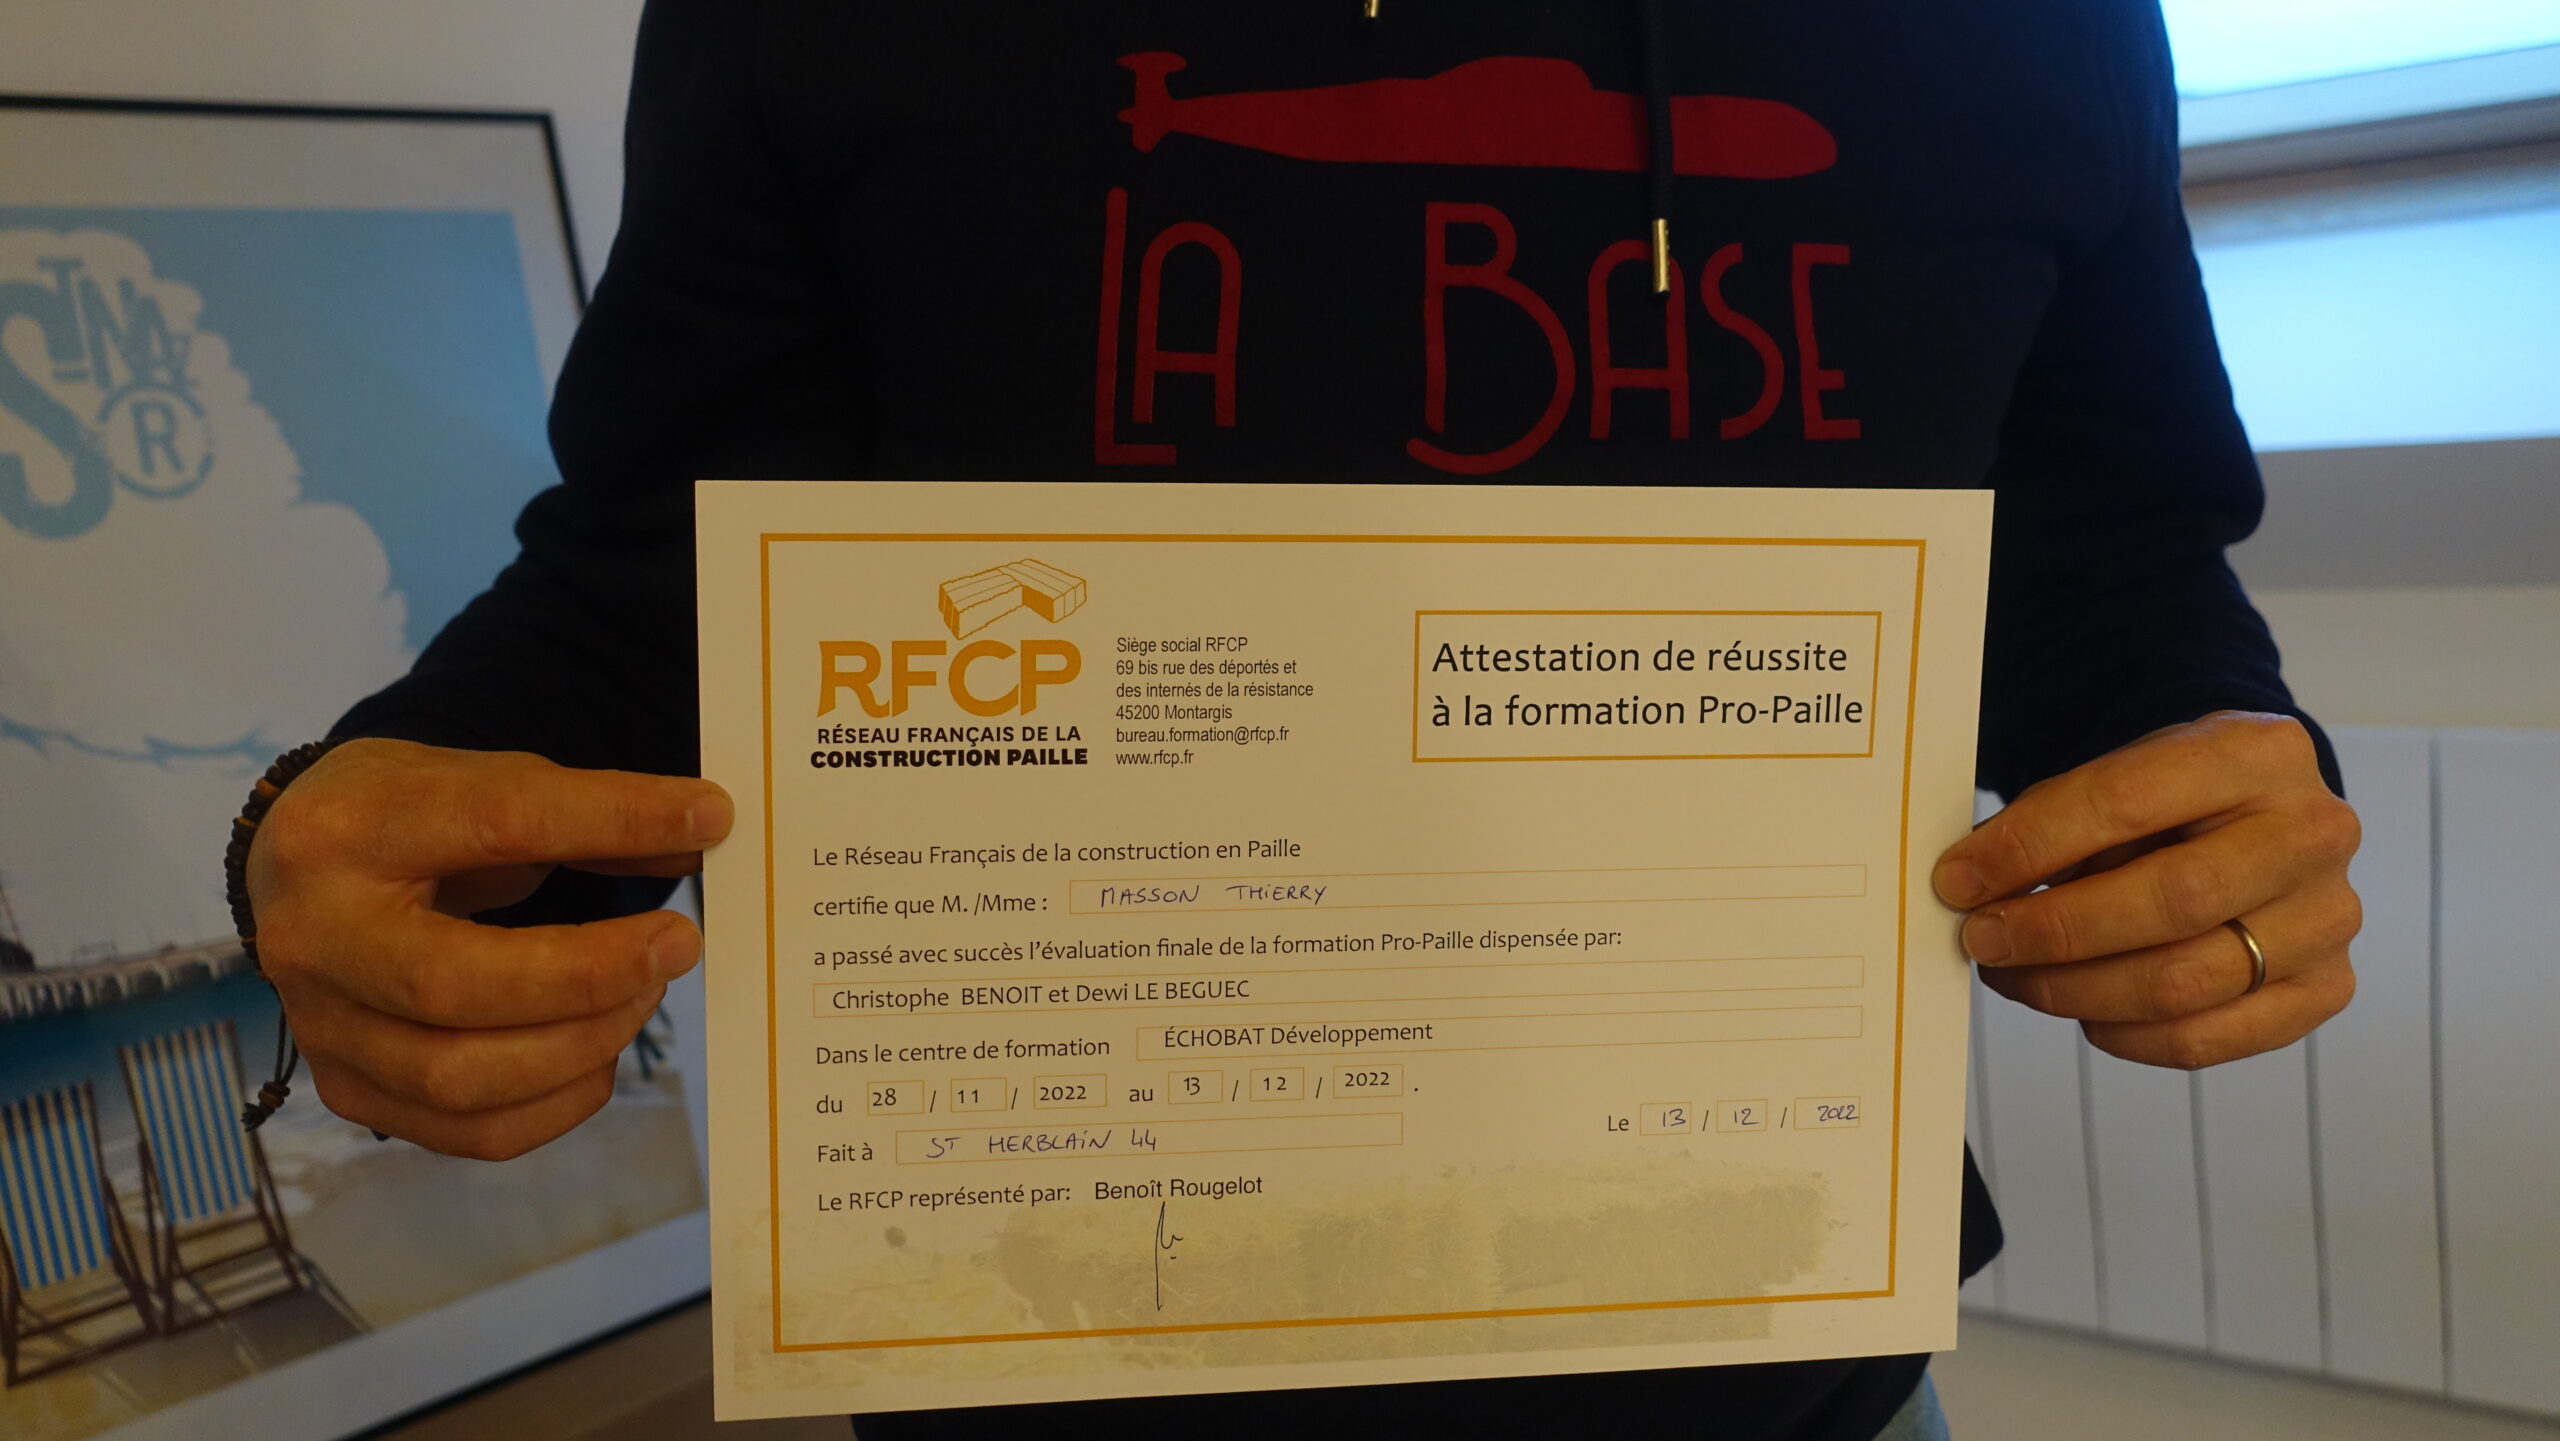 LA BASE
ST-NAZ
R
RFCP
RÉSEAU FRANÇAIS DE LA
CONSTRUCTION PAILLE
Siège social RFCP
69 bis rue des déportés et
des internés de la résistance
45200 Montargis
bureau.formation@rfcp.fr
www.rfcp.fr
Attestation de réussite
à la formation Pro-Paille
Le Réseau Français de la construction en Paille
certifie que M. /Mme : MASSON THIERRY
a passé avec succès l'évaluation finale de la formation Pro-Paille dispensée par:
Christophe BENOIT et Dewi LE BEGUEC
Dans le centre de formation ÉCHOBAT Développement
du 28 / 11 / 2022 au 13 / 12 / 2022 .
Fait à ST HERBLAIN 44 Le 13 / 12 / 2022
Le RFCP représenté par: Benoît Rougelot